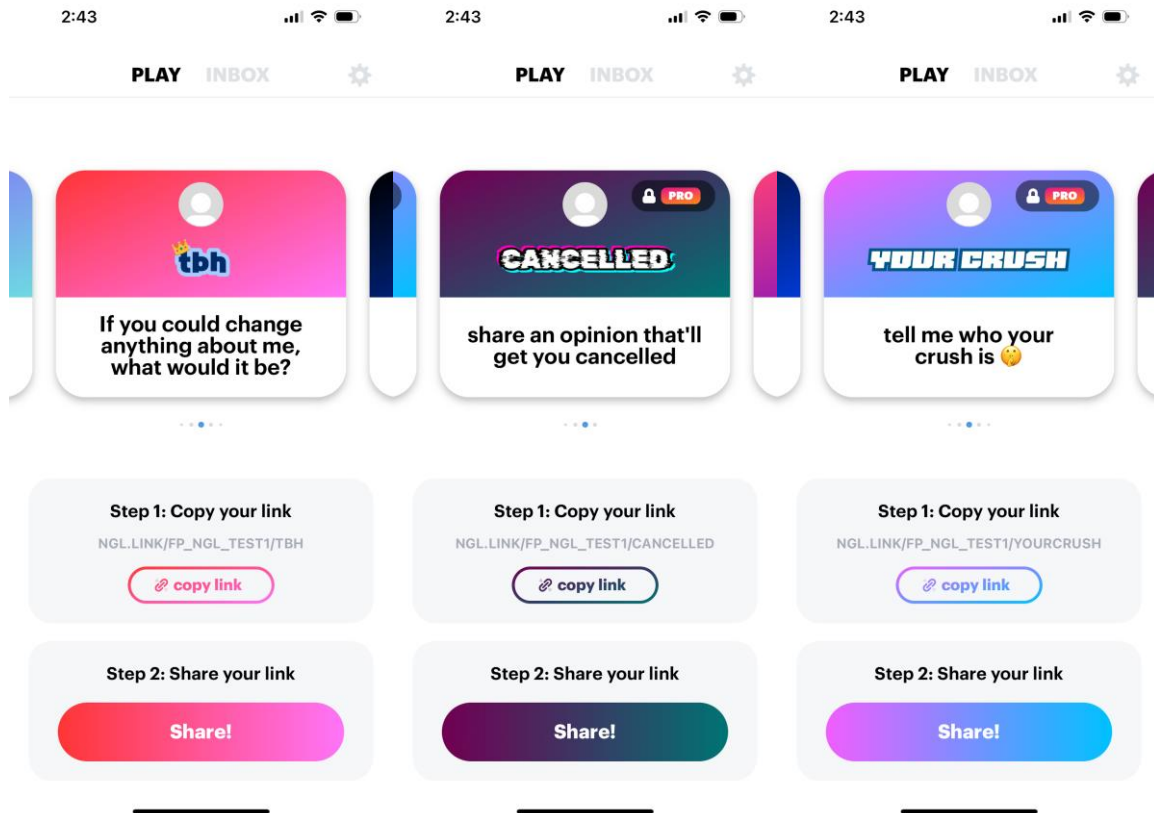 2:43
PLAY INBOX
tbh
If you could change
anything about me,
what would it be?
Step 1: Copy your link
NGL.LINK/FP_NGL_TEST1/TBH
copy link
Step 2: Share your link
Share!
2:43
PLAY INBOX
PRO
CANCELLED
share an opinion that'll
get you cancelled
Step 1: Copy your link
NGL.LINK/FP_NGL_TEST1/CANCELLED
copy link
Step 2: Share your link
Share!
2:43
PLAY INBOX
PRO
YOUR CRUSH
tell me who your
crush is 🤫
Step 1: Copy your link
NGL.LINK/FP_NGL_TEST1/YOURCRUSH
copy link
Step 2: Share your link
Share!